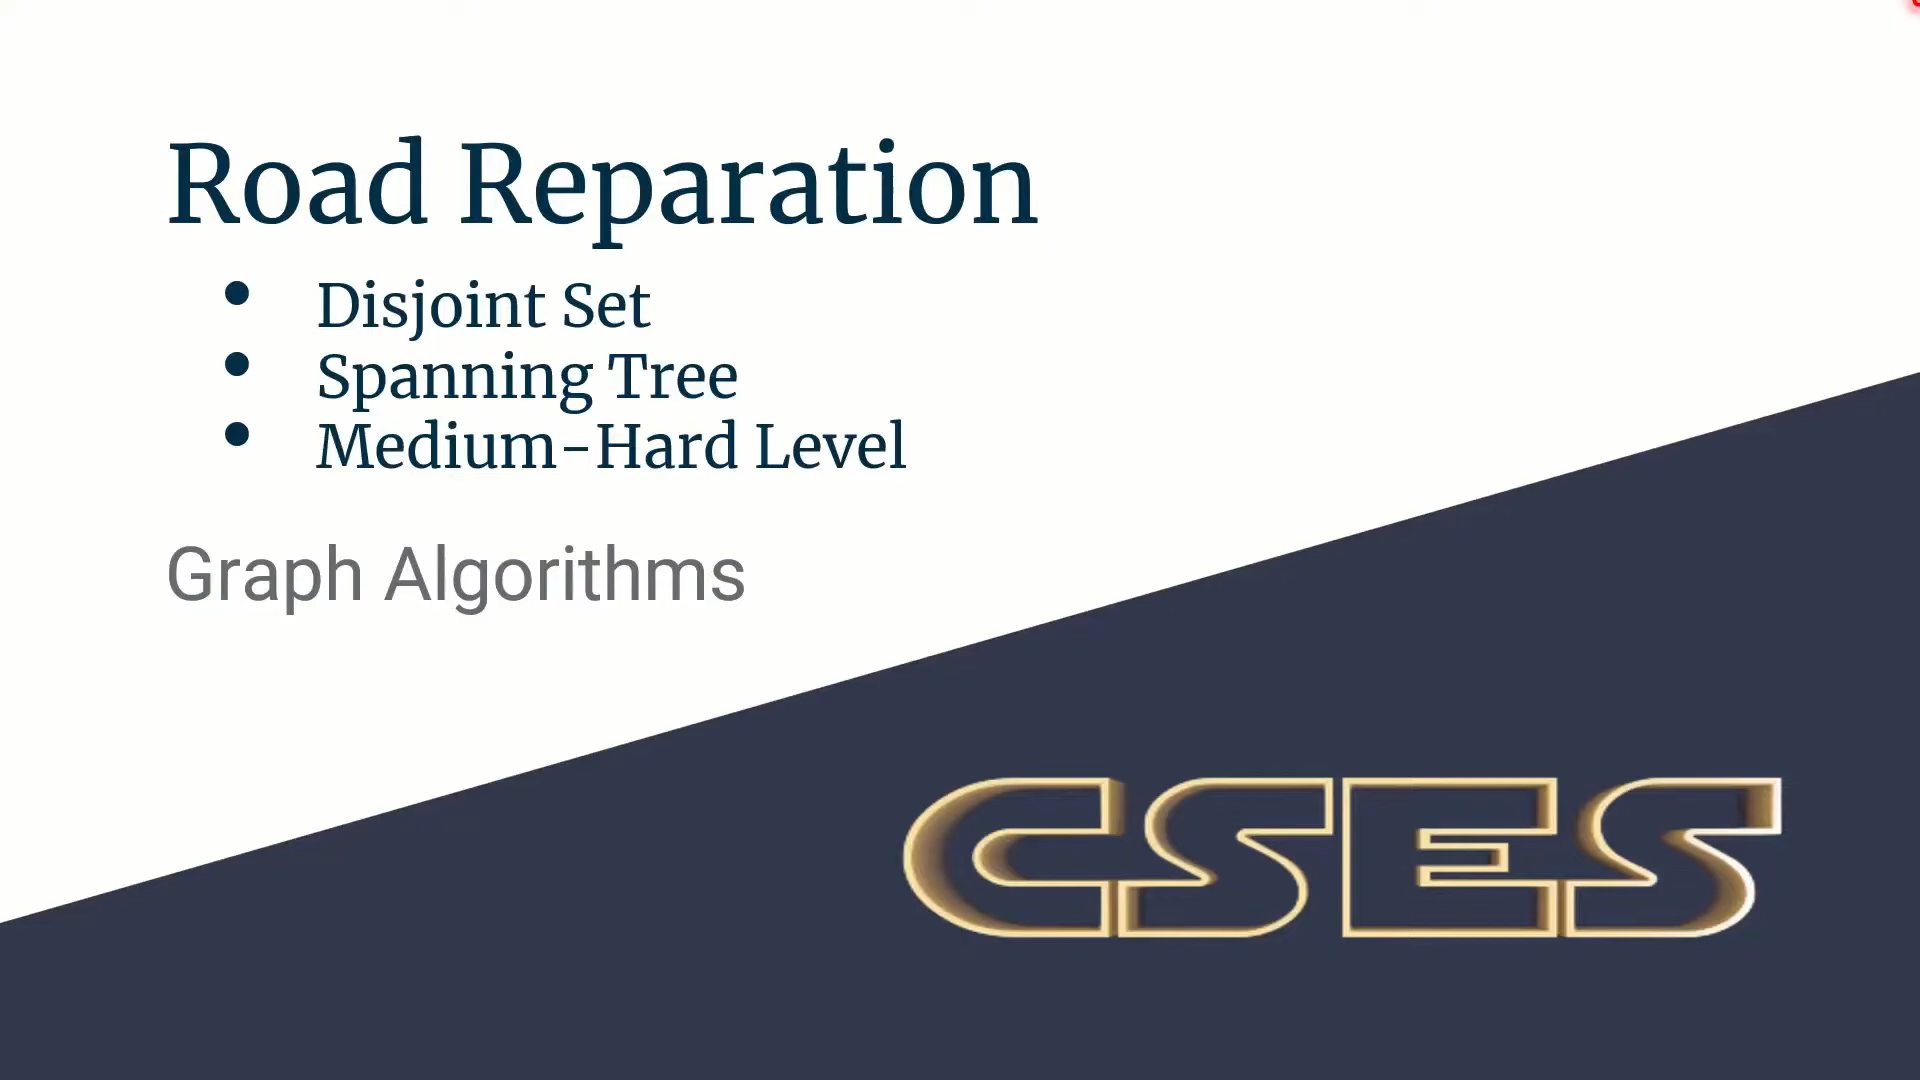 Road Reparation
• Disjoint Set
• Spanning Tree
• Medium-Hard Level
Graph Algorithms
CSES